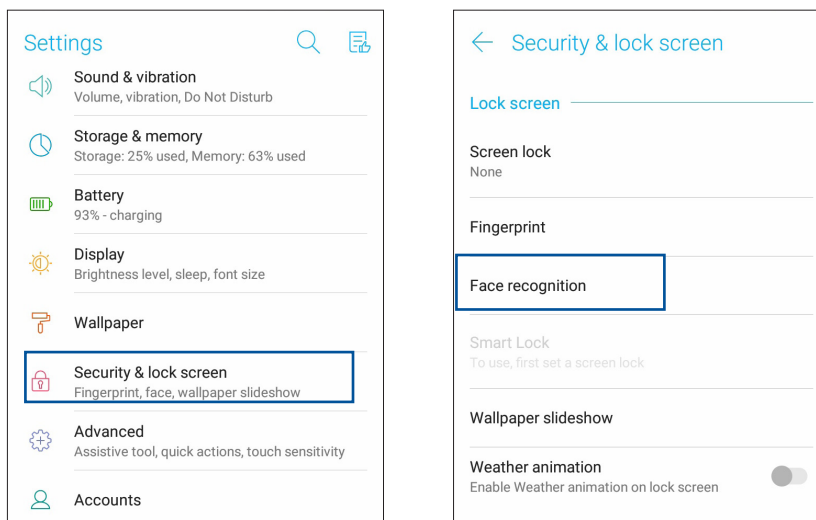 Settings
Sound & vibration
Volume, vibration, Do Not Disturb
Storage & memory
Storage: 25% used, Memory: 63% used
Battery
93% - charging
Display
Brightness level, sleep, font size
Wallpaper
Security & lock screen
Fingerprint, face, wallpaper slideshow
Advanced
Assistive tool, quick actions, touch sensitivity
Accounts
Security & lock screen
Lock screen
Screen lock
None
Fingerprint
Face recognition
Smart Lock
To use, first set a screen lock
Wallpaper slideshow
Weather animation
Enable Weather animation on lock screen